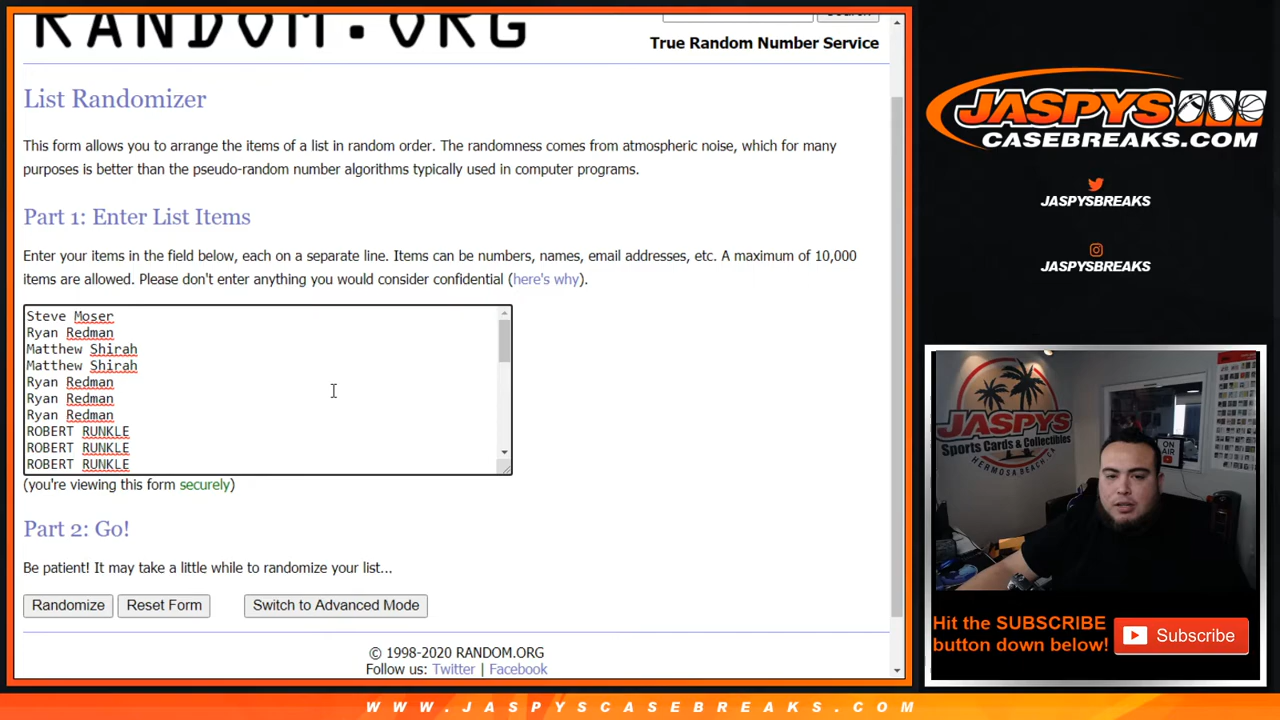 RANDOM.ORG
Search
True Random Number Service
List Randomizer
This form allows you to arrange the items of a list in random order. The randomness comes from atmospheric noise, which for many
purposes is better than the pseudo-random number algorithms typically used in computer programs.
Part 1: Enter List Items
Enter your items in the field below, each on a separate line. Items can be numbers, names, email addresses, etc. A maximum of 10,000
items are allowed. Please don't enter anything you would consider confidential (here's why).
Steve Moser
Ryan Redman
Matthew Shirah
Matthew Shirah
Ryan Redman
Ryan Redman
Ryan Redman
ROBERT RUNKLE
ROBERT RUNKLE
ROBERT RUNKLE
(you're viewing this form securely)
Part 2: Go!
Be patient! It may take a little while to randomize your list...
Randomize Reset Form Switch to Advanced Mode
© 1998-2020 RANDOM.ORG
Follow us: Twitter | Facebook
JASPYS
CASEBREAKS.COM
JASPYSBREAKS
JASPYSBREAKS
JASPYS
Sports Cards & Collectibles
HERMOSA BEACH, CA
ON AIR
Hit the SUBSCRIBE
button down below!
Subscribe
WWW.JASPYSCASEBREAKS.COM